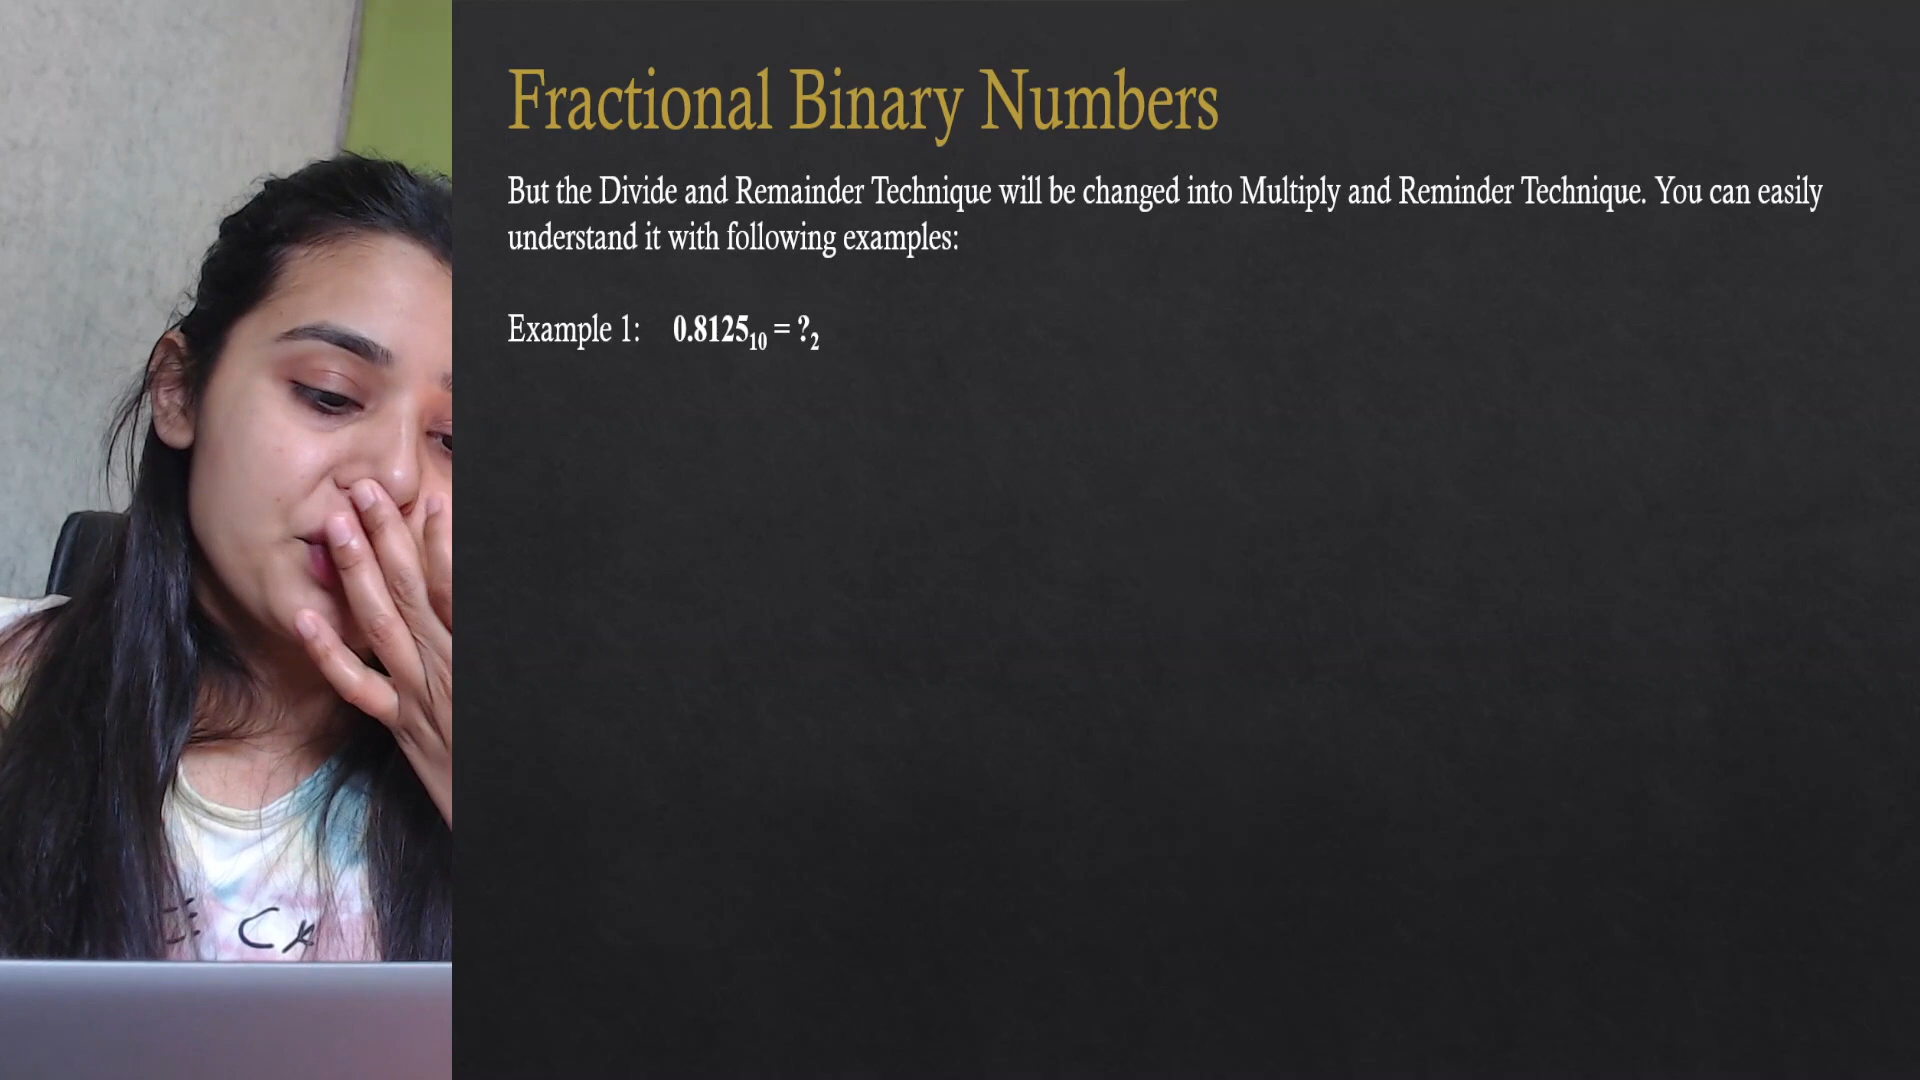 Fractional Binary Numbers
But the Divide and Remainder Technique will be changed into Multiply and Reminder Technique. You can easily
understand it with following examples:
Example 1: 0.8125₁₀ = ?₂